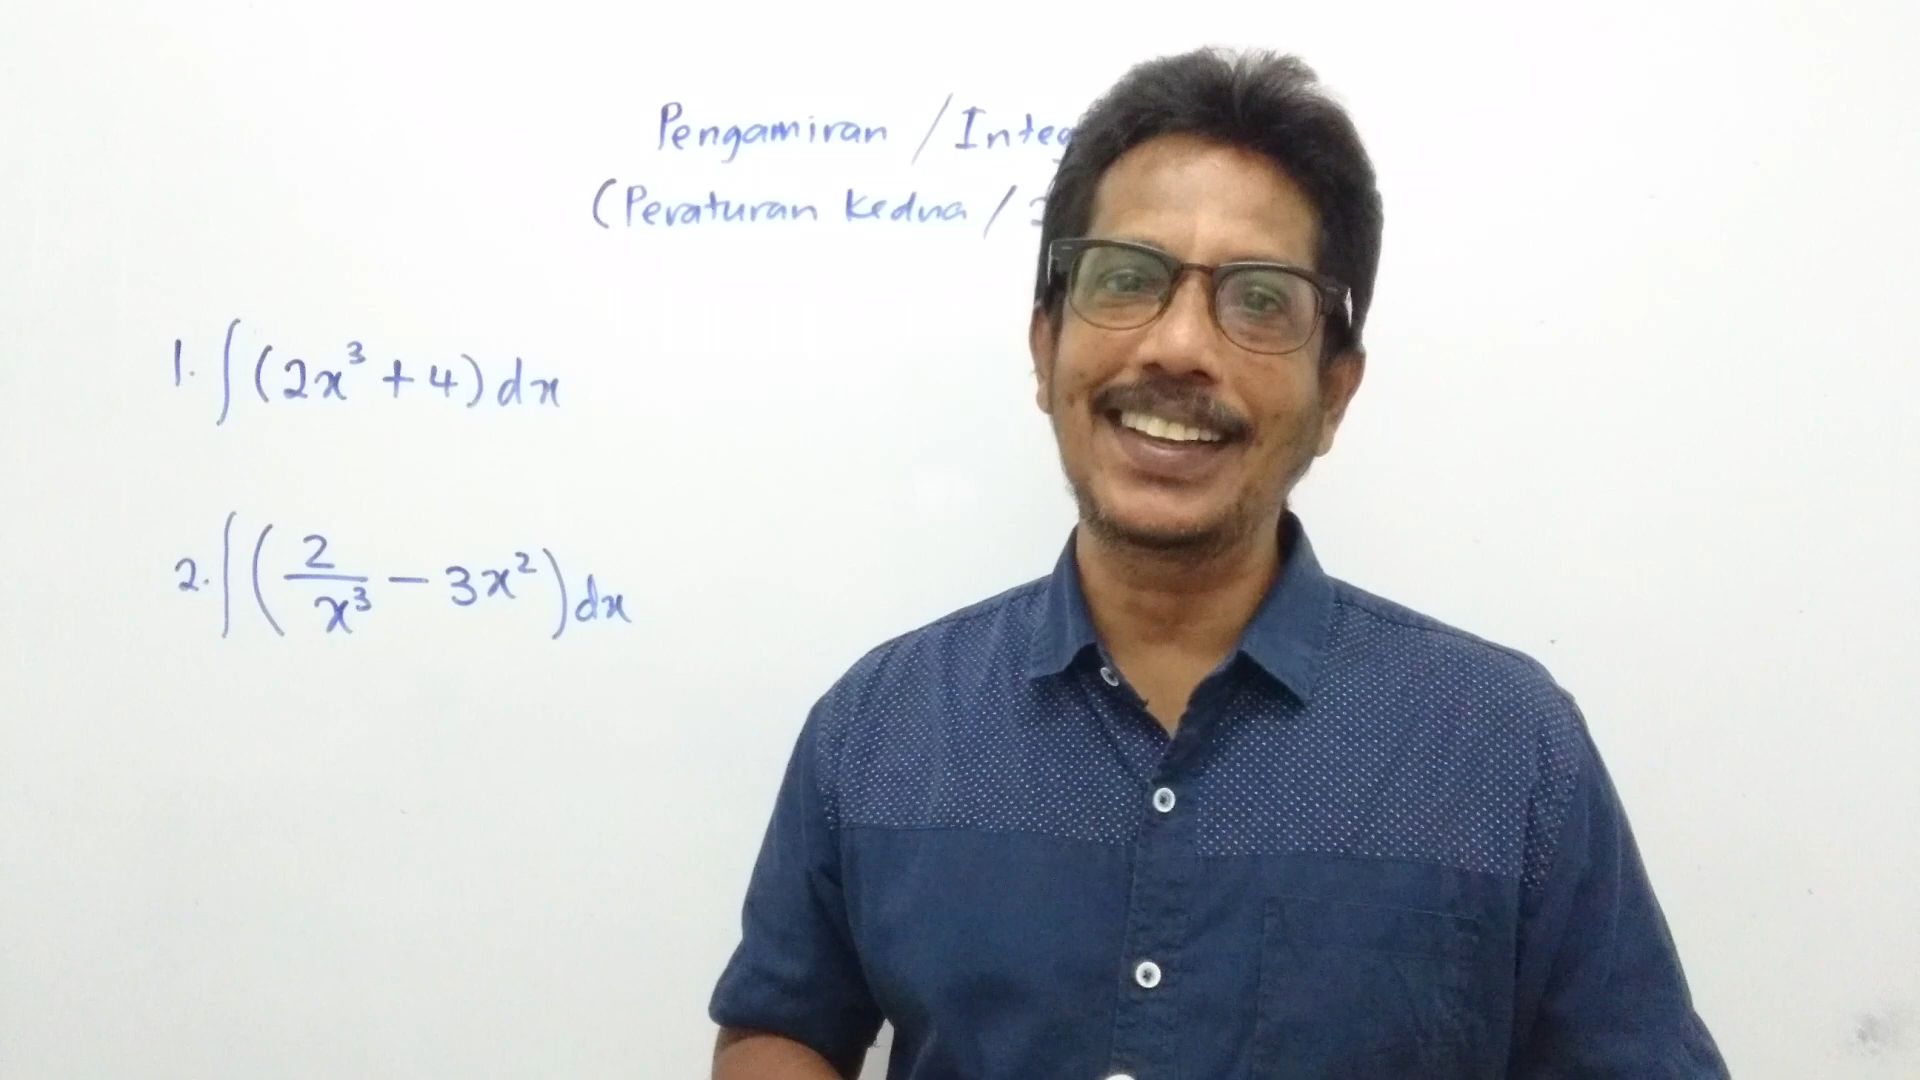 Pengamiran / Integ
(Peraturan Kedua /
1. ∫(2x³ + 4) dx
2. ∫(2/x³ - 3x²) dx